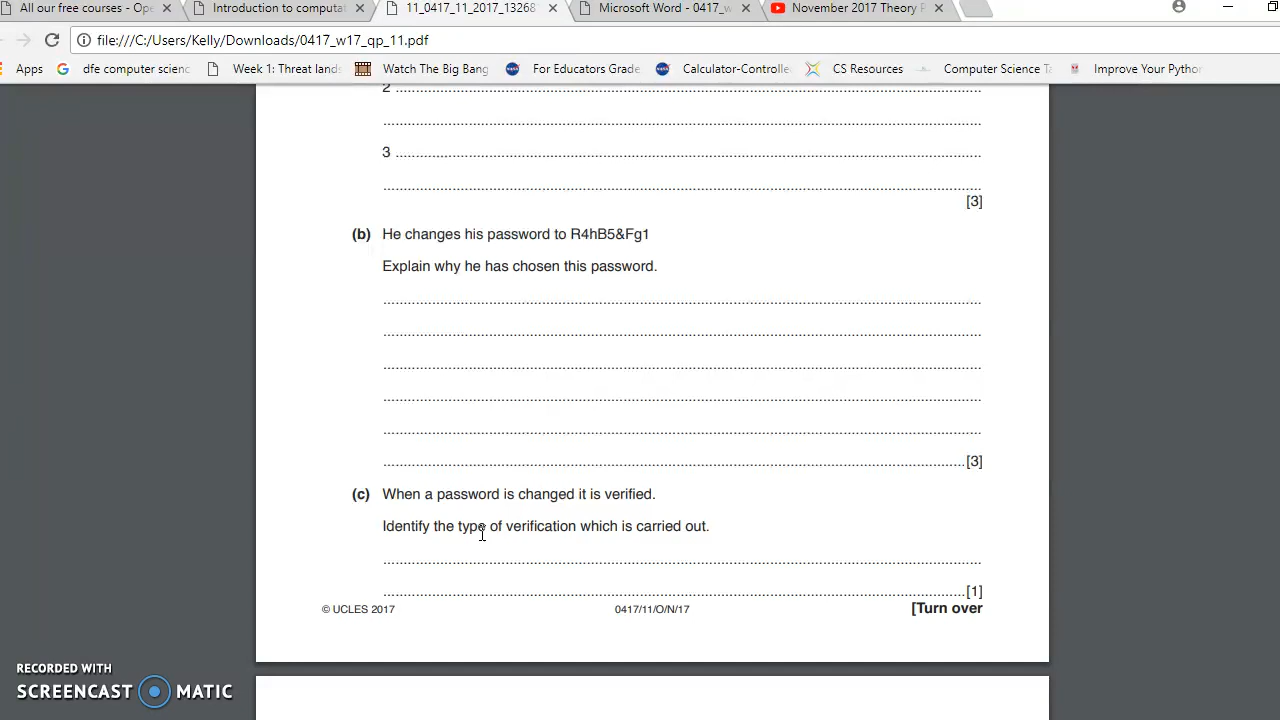 All our free courses - Ope
Introduction to computat
11_0417_11_2017_13268
Microsoft Word - 0417_w
November 2017 Theory P
file:///C:/Users/Kelly/Downloads/0417_w17_qp_11.pdf
Apps
dfe computer scienc
Week 1: Threat lands
Watch The Big Bang
For Educators Grade
Calculator-Controlle
CS Resources
Computer Science Ta
Improve Your Python
2 ..........................................................................
..........................................................................
3 ..........................................................................
..........................................................................
[3]
(b) He changes his password to R4hB5&Fg1
Explain why he has chosen this password.
..........................................................................
..........................................................................
..........................................................................
..........................................................................
..........................................................................
..........................................................................[3]
(c) When a password is changed it is verified.
Identify the type of verification which is carried out.
..........................................................................
..........................................................................[1]
© UCLES 2017
0417/11/O/N/17
[Turn over
RECORDED WITH
SCREENCAST MATIC